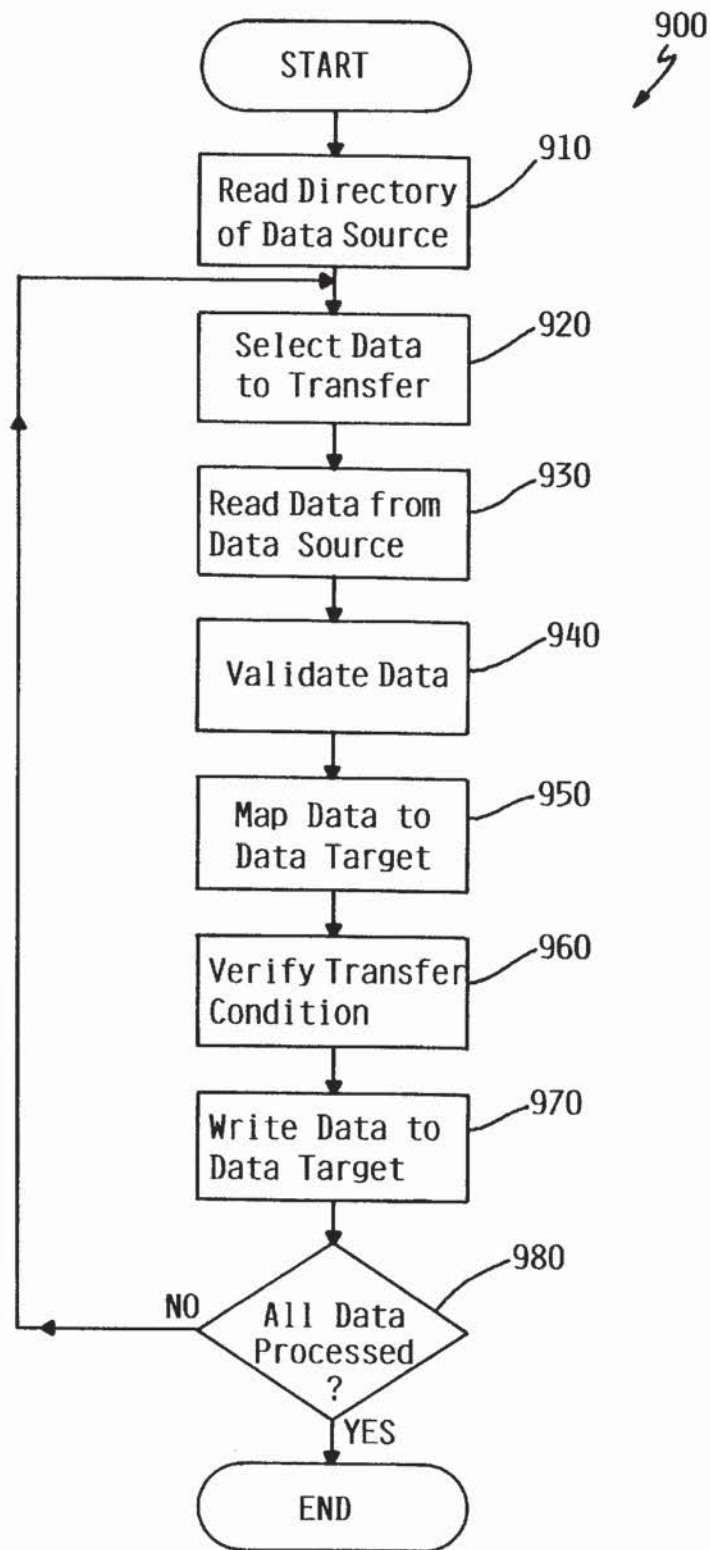 900
START
910
Read Directory
of Data Source
920
Select Data
to Transfer
930
Read Data from
Data Source
940
Validate Data
950
Map Data to
Data Target
960
Verify Transfer
Condition
970
Write Data to
Data Target
980
All Data
Processed
?
NO
YES
END